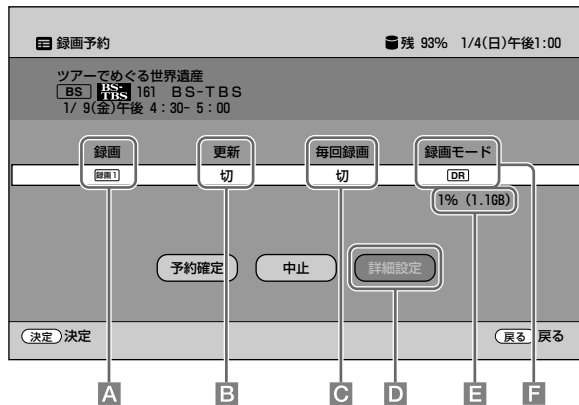 録画予約 残 93% 1/4(日)午後1:00
ツアーでめぐる世界遺産
BS BS-TBS 161 BS-TBS
1/ 9(金)午後 4:30- 5:00
録画 更新 毎回録画 録画モード
録画1 切 切 DR
1% (1.1GB)
予約確定 中止 詳細設定
決定 決定 戻る 戻る
A B C D E F